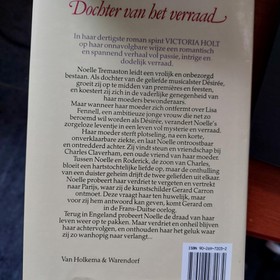 Dochter van het verraad
In haar dertigste roman spint VICTORIA HOLT
op haar onnavolgbare wijze een romantisch
en spannend verhaal vol passie, intrige en
dodelijk verraad.
Noelle Tremaston leidt een vrolijk en onbezorgd
bestaan. Als dochter van de geliefde musicalster Désirée,
groeit zij op te midden van premières en feesten,
en koestert zij zich in de vaderlijke genegenheid van
haar moeders bewonderaars.
Maar wanneer haar moeder zich ontfermt over Lisa
Fennell, een ambitieuze jonge vrouw die net zo
beroemd wil worden als Désirée, verandert Noelle's
zorgeloze leventje in een leven vol mysterie en verraad.
Haar moeder sterft plotseling, na een korte,
onverklaarbare ziekte, en laat Noelle ontroostbaar
en ontredderd achter. Zij vindt steun en vriendschap bij
Charles Claverham, een oude vriend van haar moeder.
Tussen Noelle en Roderick, de zoon van Charles,
bloeit een hartstochtelijke liefde op, maar de onthulling
van een duister geheim drijft de twee geliefden uit elkaar.
Noelle probeert haar verdriet te vergeten en vertrekt
naar Parijs, waar zij de kunstschilder Gerard Carron
ontmoet. Deze vraagt haar ten huwelijk, maar
voor zij hem antwoord kan geven, komt Gerard om
in de Frans-Duitse oorlog.
Terug in Engeland probeert Noelle de draad van haar
leven weer op te pakken. Maar verdriet en onheil blijven
haar achtervolgen, en onthouden haar het geluk waar
zij zo wanhopig naar verlangt...
Van Holkema & Warendorf